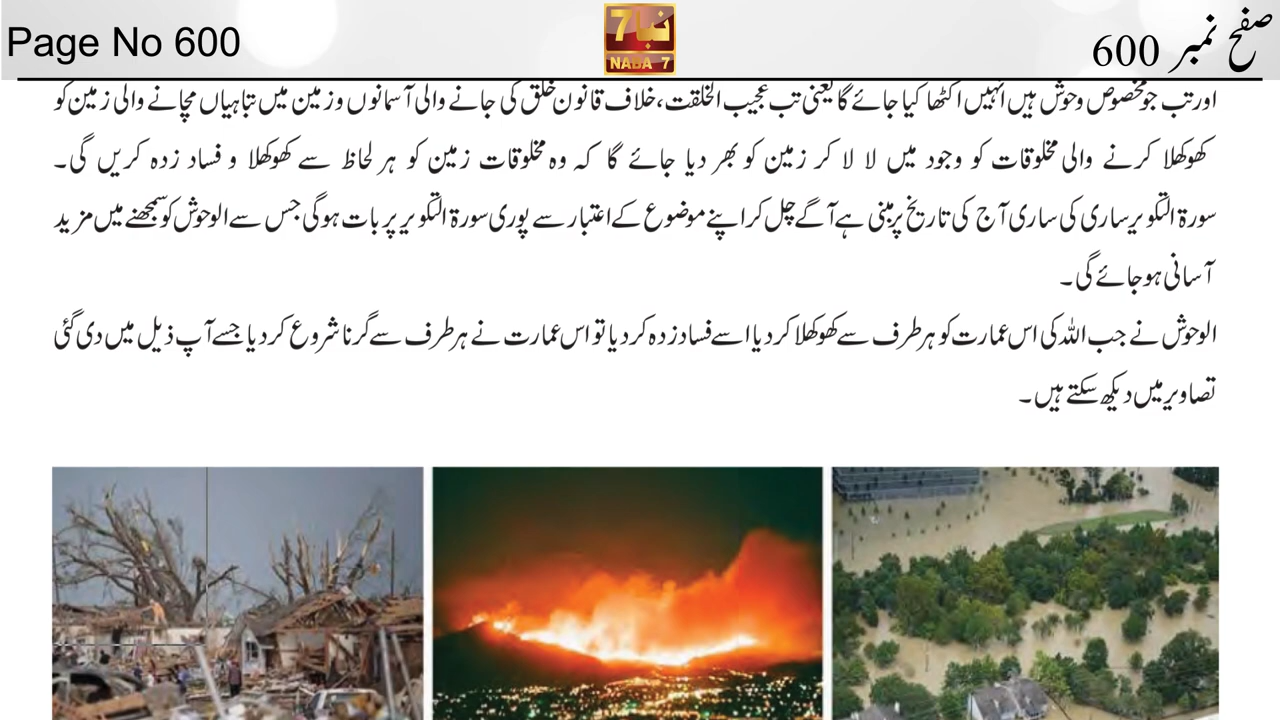 Page No 600
نبا 7
NABA 7
صفحہ نمبر 600
اور تب جو مخصوص وحوش ہیں انہیں اکٹھا کیا جائے گا یعنی تب عجیب الخلقت، خلاف قانون خلق کی جانے والی آسمانوں و زمین میں تباہیاں مچانے والی زمین کو
کھوکھلا کرنے والی مخلوقات کو وجود میں لا لا کر زمین کو بھر دیا جائے گا کہ وہ مخلوقات زمین کو ہر لحاظ سے کھوکھلا و فساد زدہ کریں گی۔
سورۃ التکویر ساری کی ساری آج کی تاریخ پر مبنی ہے آگے چل کر اپنے موضوع کے اعتبار سے پوری سورۃ التکویر پر بات ہوگی جس سے الوحوش کو سمجھنے میں مزید
آسانی ہو جائے گی۔
الوحوش نے جب اللہ کی اس عمارت کو ہر طرف سے کھوکھلا کر دیا اسے فساد زدہ کر دیا تو اس عمارت نے ہر طرف سے گرنا شروع کر دیا جسے آپ ذیل میں دی گئی
تصاویر میں دیکھ سکتے ہیں۔